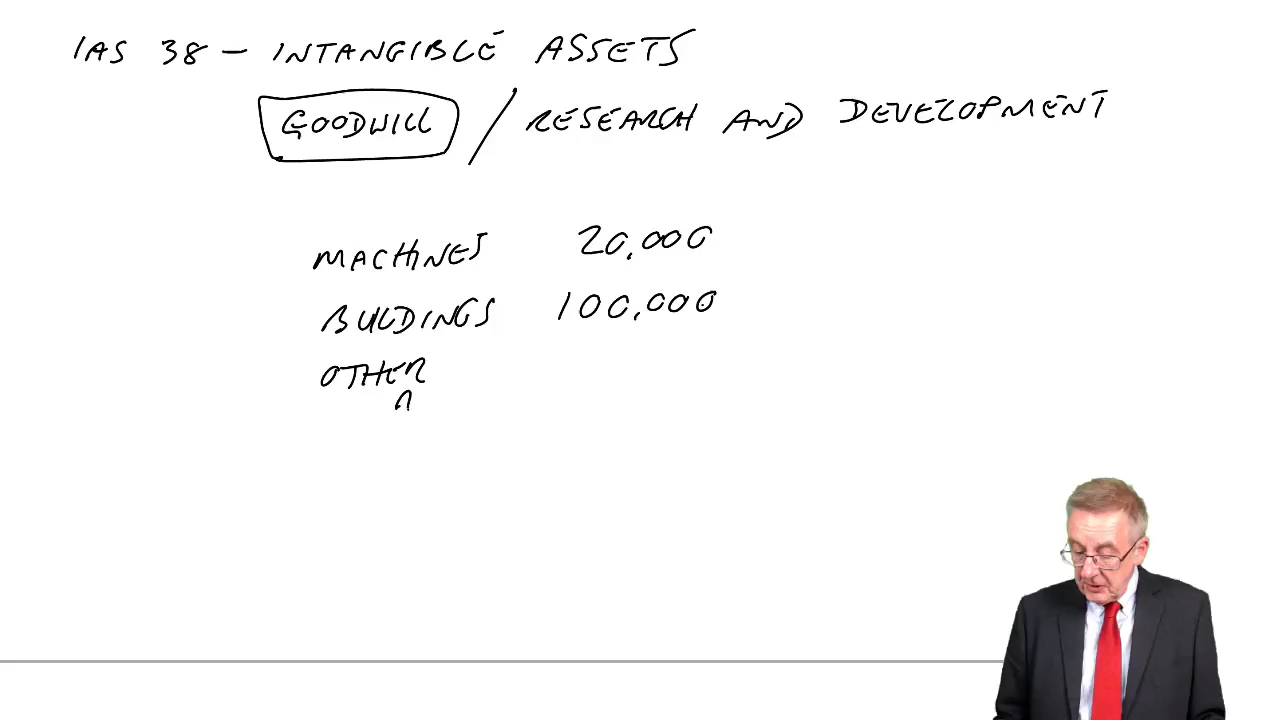 IAS 38 - INTANGIBLE ASSETS
GOODWILL / RESEARCH AND DEVELOPMENT
MACHINES 20,000
BUILDINGS 100,000
OTHER
A